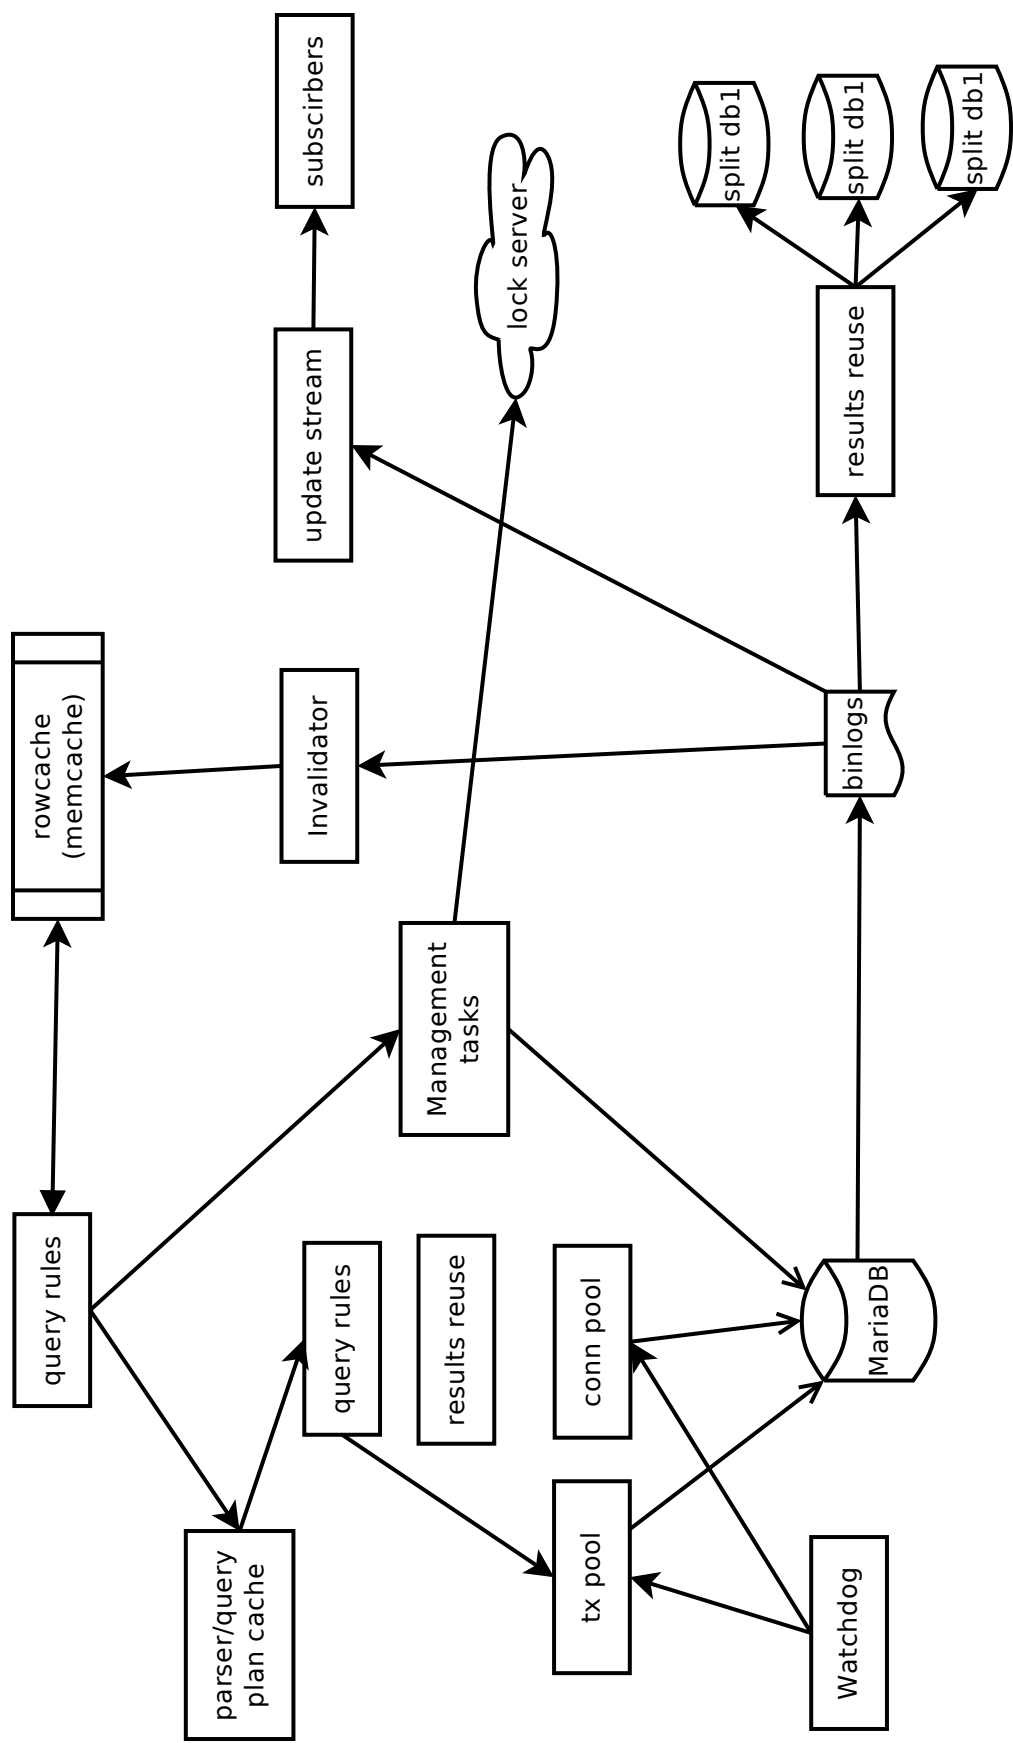 query rules
rowcache
(memcache)
parser/query
plan cache
query rules
Invalidator
update stream
subscirbers
results reuse
Management
tasks
lock server
tx pool
conn pool
Watchdog
MariaDB
binlogs
results reuse
split db1
split db1
split db1